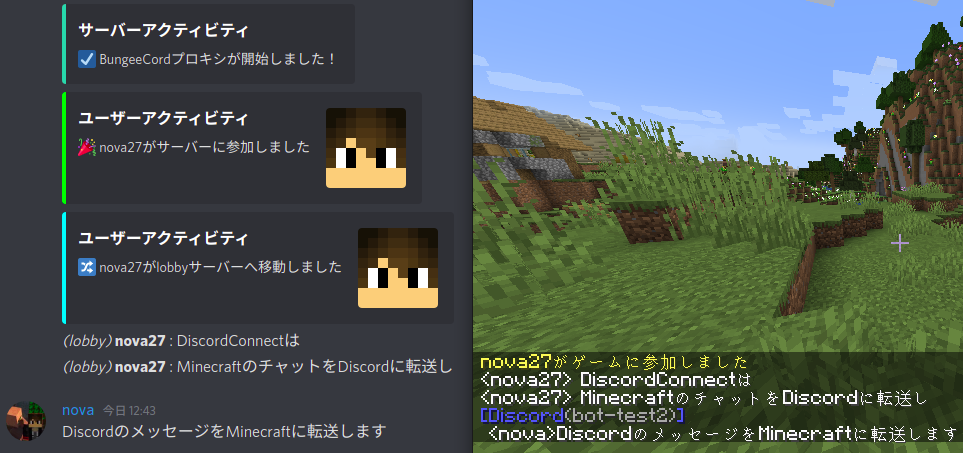 サーバーアクティビティ
BungeeCordプロキシが開始しました！
ユーザーアクティビティ
nova27がサーバーに参加しました
ユーザーアクティビティ
nova27がlobbyサーバーへ移動しました
(lobby) nova27 : DiscordConnectは
(lobby) nova27 : MinecraftのチャットをDiscordに転送し
nova 今日 12:43
DiscordのメッセージをMinecraftに転送します
nova27がゲームに参加しました
<nova27> DiscordConnectは
<nova27> MinecraftのチャットをDiscordに転送し
[Discord(bot-test2)]
<nova>DiscordのメッセージをMinecraftに転送します